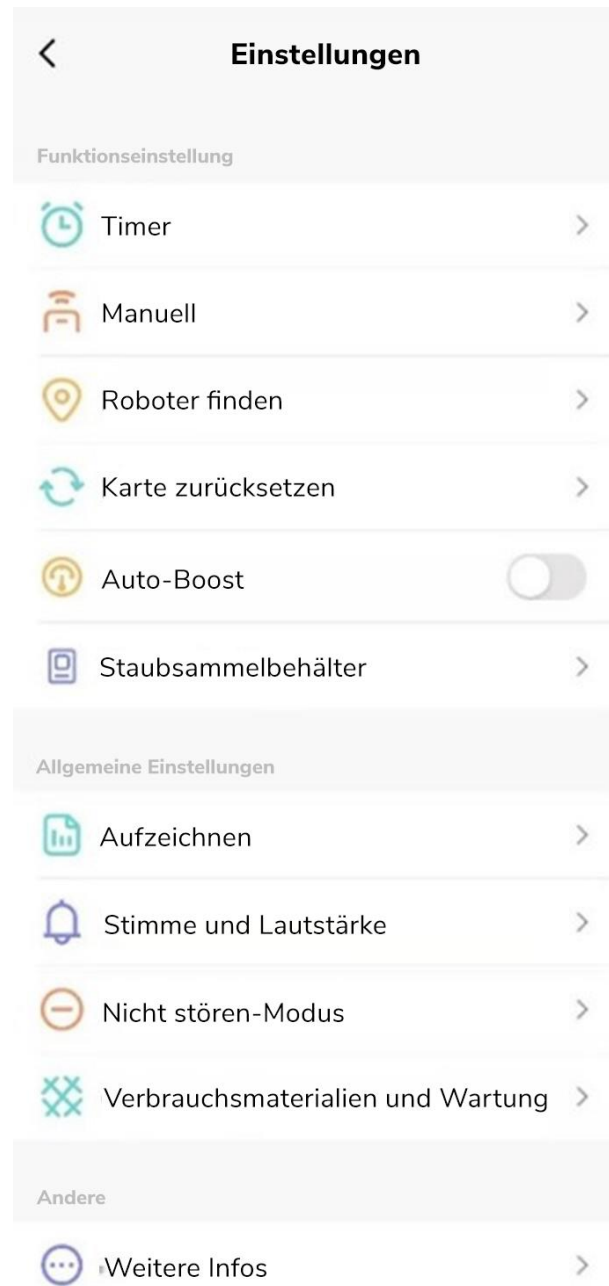 Einstellungen
Funktionseinstellung
Timer
Manuell
Roboter finden
Karte zurücksetzen
Auto-Boost
Staubsammelbehälter
Allgemeine Einstellungen
Aufzeichnen
Stimme und Lautstärke
Nicht stören-Modus
Verbrauchsmaterialien und Wartung
Andere
Weitere Infos